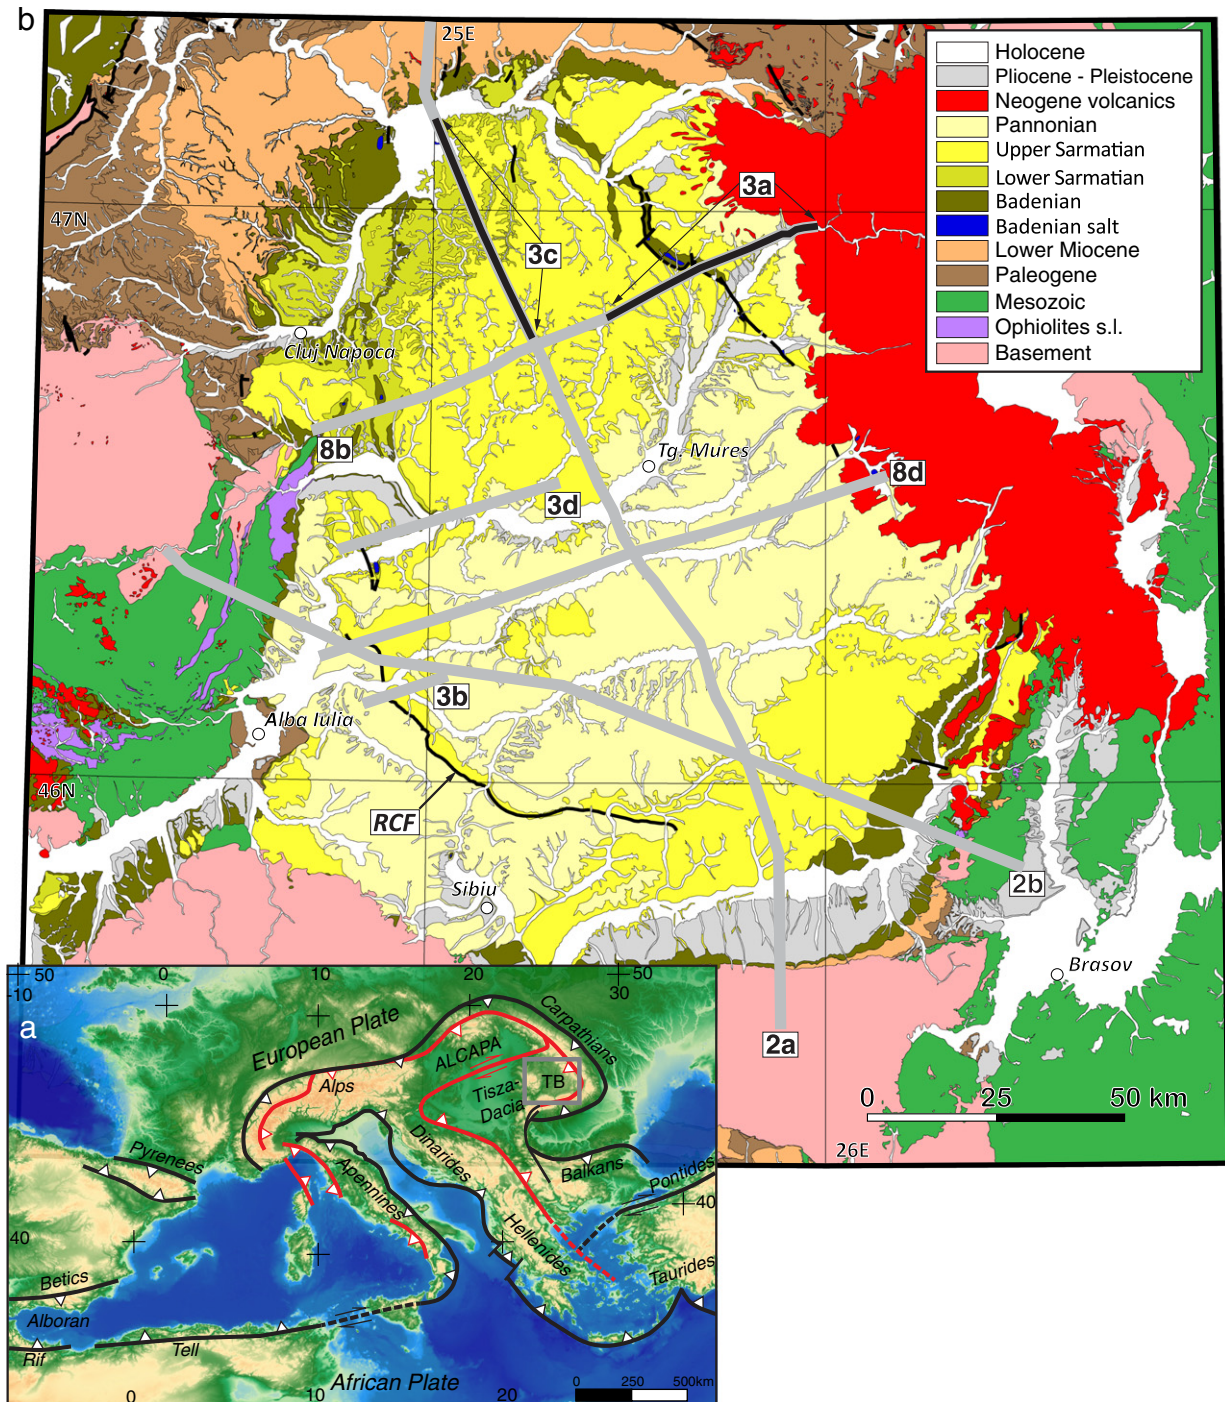 b
25E
Holocene
Pliocene - Pleistocene
Neogene volcanics
Pannonian
Upper Sarmatian
Lower Sarmatian
Badenian
Badenian salt
Lower Miocene
Paleogene
Mesozoic
Ophiolites s.l.
Basement
3a
47N
3c
Cluj Napoca
8b
Tg. Mures
8d
3d
3b
Alba Iulia
46N
RCF
Sibiu
2b
Brasov
2a
0 25 50 km
26E
50 0 10 20 50
-10 30
a
European Plate
Carpathians
ALCAPA
Alps
TB
Tisza-
Dacia
Pyrenees
Dinarides
Balkans
Apennines
Pontides
40
40
Hellenides
Betics
Taurides
Alboran
Rif
Tell
African Plate
0 250 500km
0 10 20